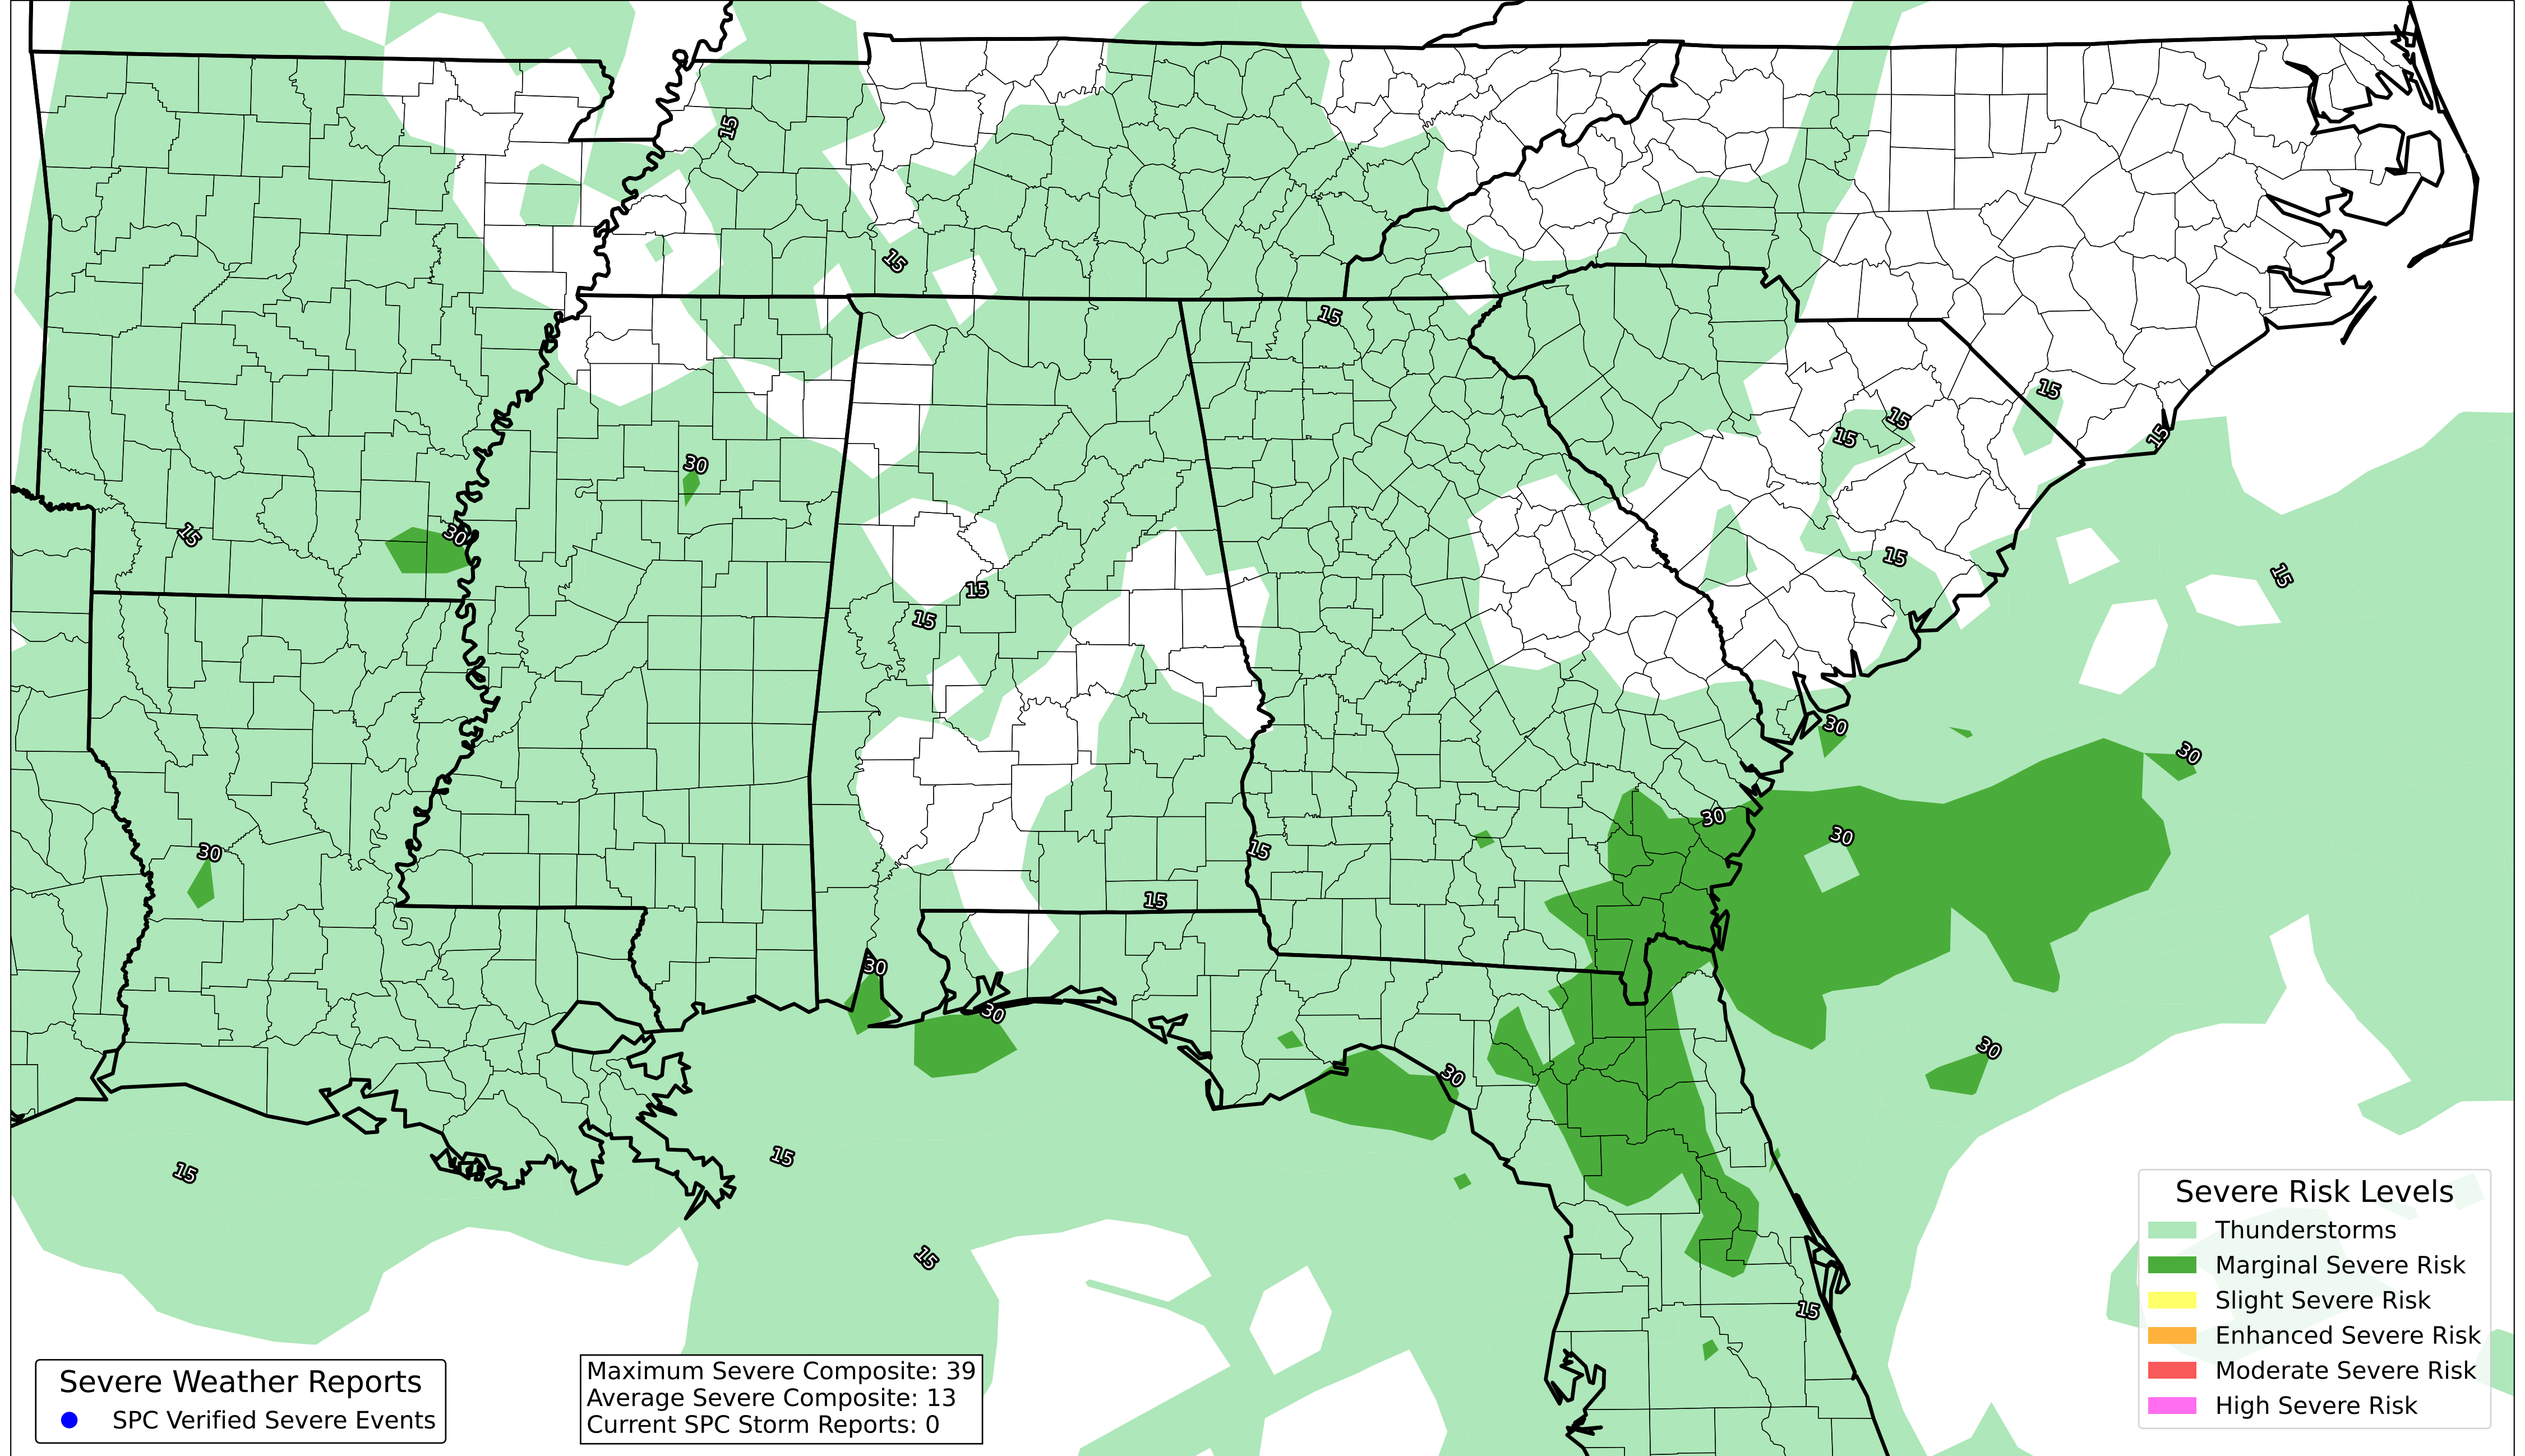 15
15
15
15
15
15
15
30
15
15
30
15
15
15
15
30
30
30
30
30
15
15
30
30
30
30
15
15
15
15
Severe Risk Levels
Thunderstorms
Marginal Severe Risk
Slight Severe Risk
Enhanced Severe Risk
Moderate Severe Risk
High Severe Risk
Severe Weather Reports
SPC Verified Severe Events
Maximum Severe Composite: 39
Average Severe Composite: 13
Current SPC Storm Reports: 0